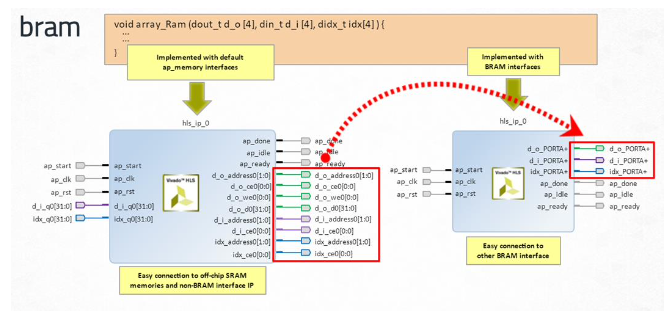 bram
void array_Ram (dout_t d_o [4], din_t d_i [4], didx_t idx[4] ) {
:::
}
Implemented with default
ap_memory interfaces
Implemented with
BRAM interfaces
hls_ip_0
ap_start
ap_clk
ap_rst
d_i_q0[31:0]
idx_q0[31:0]
ap_start
ap_clk
ap_rst
d_i_q0[31:0]
idx_q0[31:0]
Vivado™ HLS
ap_done
ap_idle
ap_ready
d_o_address0[1:0]
d_o_ce0[0:0]
d_o_we0[0:0]
d_o_d0[31:0]
d_i_address0[1:0]
d_i_ce0[0:0]
idx_address0[1:0]
idx_ce0[0:0]
ap_done
ap_idle
ap_ready
d_o_address0[1:0]
d_o_ce0[0:0]
d_o_we0[0:0]
d_o_d0[31:0]
d_i_address0[1:0]
d_i_ce0[0:0]
idx_address0[1:0]
idx_ce0[0:0]
Easy connection to off-chip SRAM
memories and non-BRAM interface IP
hls_ip_0
ap_start
ap_clk
ap_rst
ap_start
ap_clk
ap_rst
Vivado™ HLS
d_o_PORTA+
d_i_PORTA+
idx_PORTA+
ap_done
ap_idle
ap_ready
d_o_PORTA+
d_i_PORTA+
idx_PORTA+
ap_done
ap_idle
ap_ready
Easy connection to
other BRAM interface